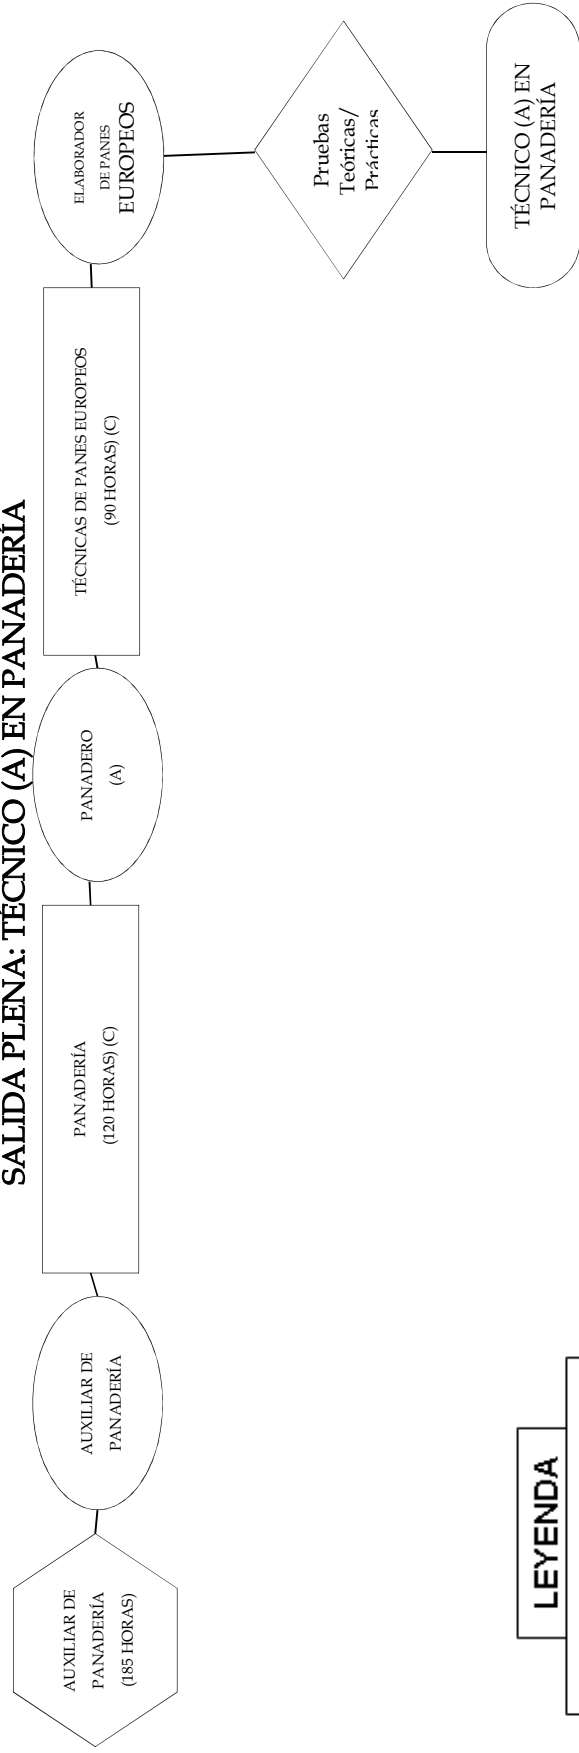 SALIDA PLENA: TÉCNICO (A) EN PANADERÍA
AUXILIAR DE
PANADERÍA
(185 HORAS)
AUXILIAR DE
PANADERÍA
PANADERÍA
(120 HORAS) (C)
PANADERO
(A)
TÉCNICAS DE PANES EUROPEOS
(90 HORAS) (C)
ELABORADOR
DE PANES
EUROPEOS
Pruebas
Teóricas/
Prácticas
TÉCNICO (A) EN
PANADERÍA
LEYENDA